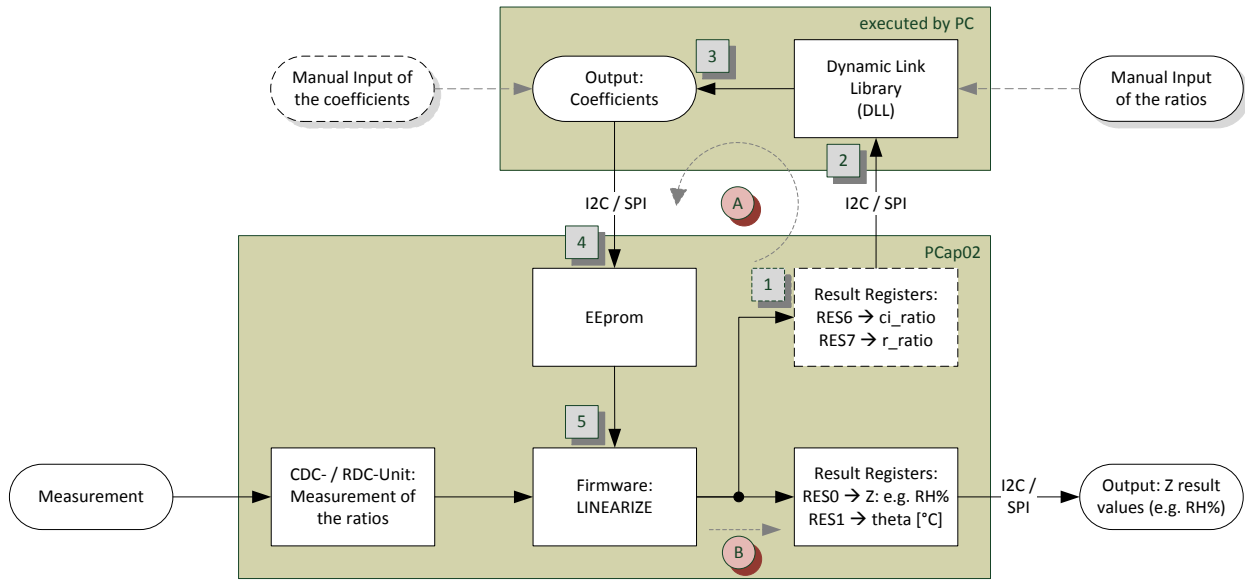 executed by PC
Manual Input of
the coefficients
Output:
Coefficients
3
Dynamic Link
Library
(DLL)
Manual Input
of the ratios
2
I2C / SPI
A
I2C / SPI
4
PCap02
EEprom
1
Result Registers:
RES6 → ci_ratio
RES7 → r_ratio
5
Measurement
CDC- / RDC-Unit:
Measurement of
the ratios
Firmware:
LINEARIZE
B
Result Registers:
RES0 → Z: e.g. RH%
RES1 → theta [°C]
I2C /
SPI
Output: Z result
values (e.g. RH%)